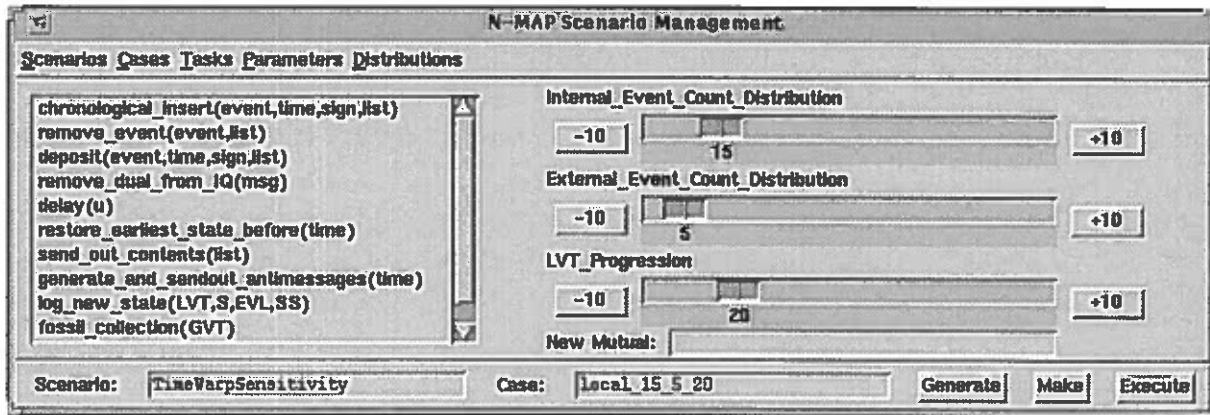 N-MAP Scenario Management
Scenarios Cases Tasks Parameters Distributions
chronological_insert(event,time,sign,list)
remove_event(event,list)
deposit(event,time,sign,list)
remove_dual_from_IQ(msg)
delay(u)
restore_earliest_state_before(time)
send_out_contents(list)
generate_and_sendout_antimessages(time)
log_new_state(LVT,S,EVL,SS)
fossil_collection(GVT)
Internal_Event_Count_Distribution
-10 +10
15
External_Event_Count_Distribution
-10 +10
5
LVT_Progression
-10 +10
20
New Mutual:
Scenario: TimeWarpSensitivity Case: local_15_5_20 Generate Make Execute